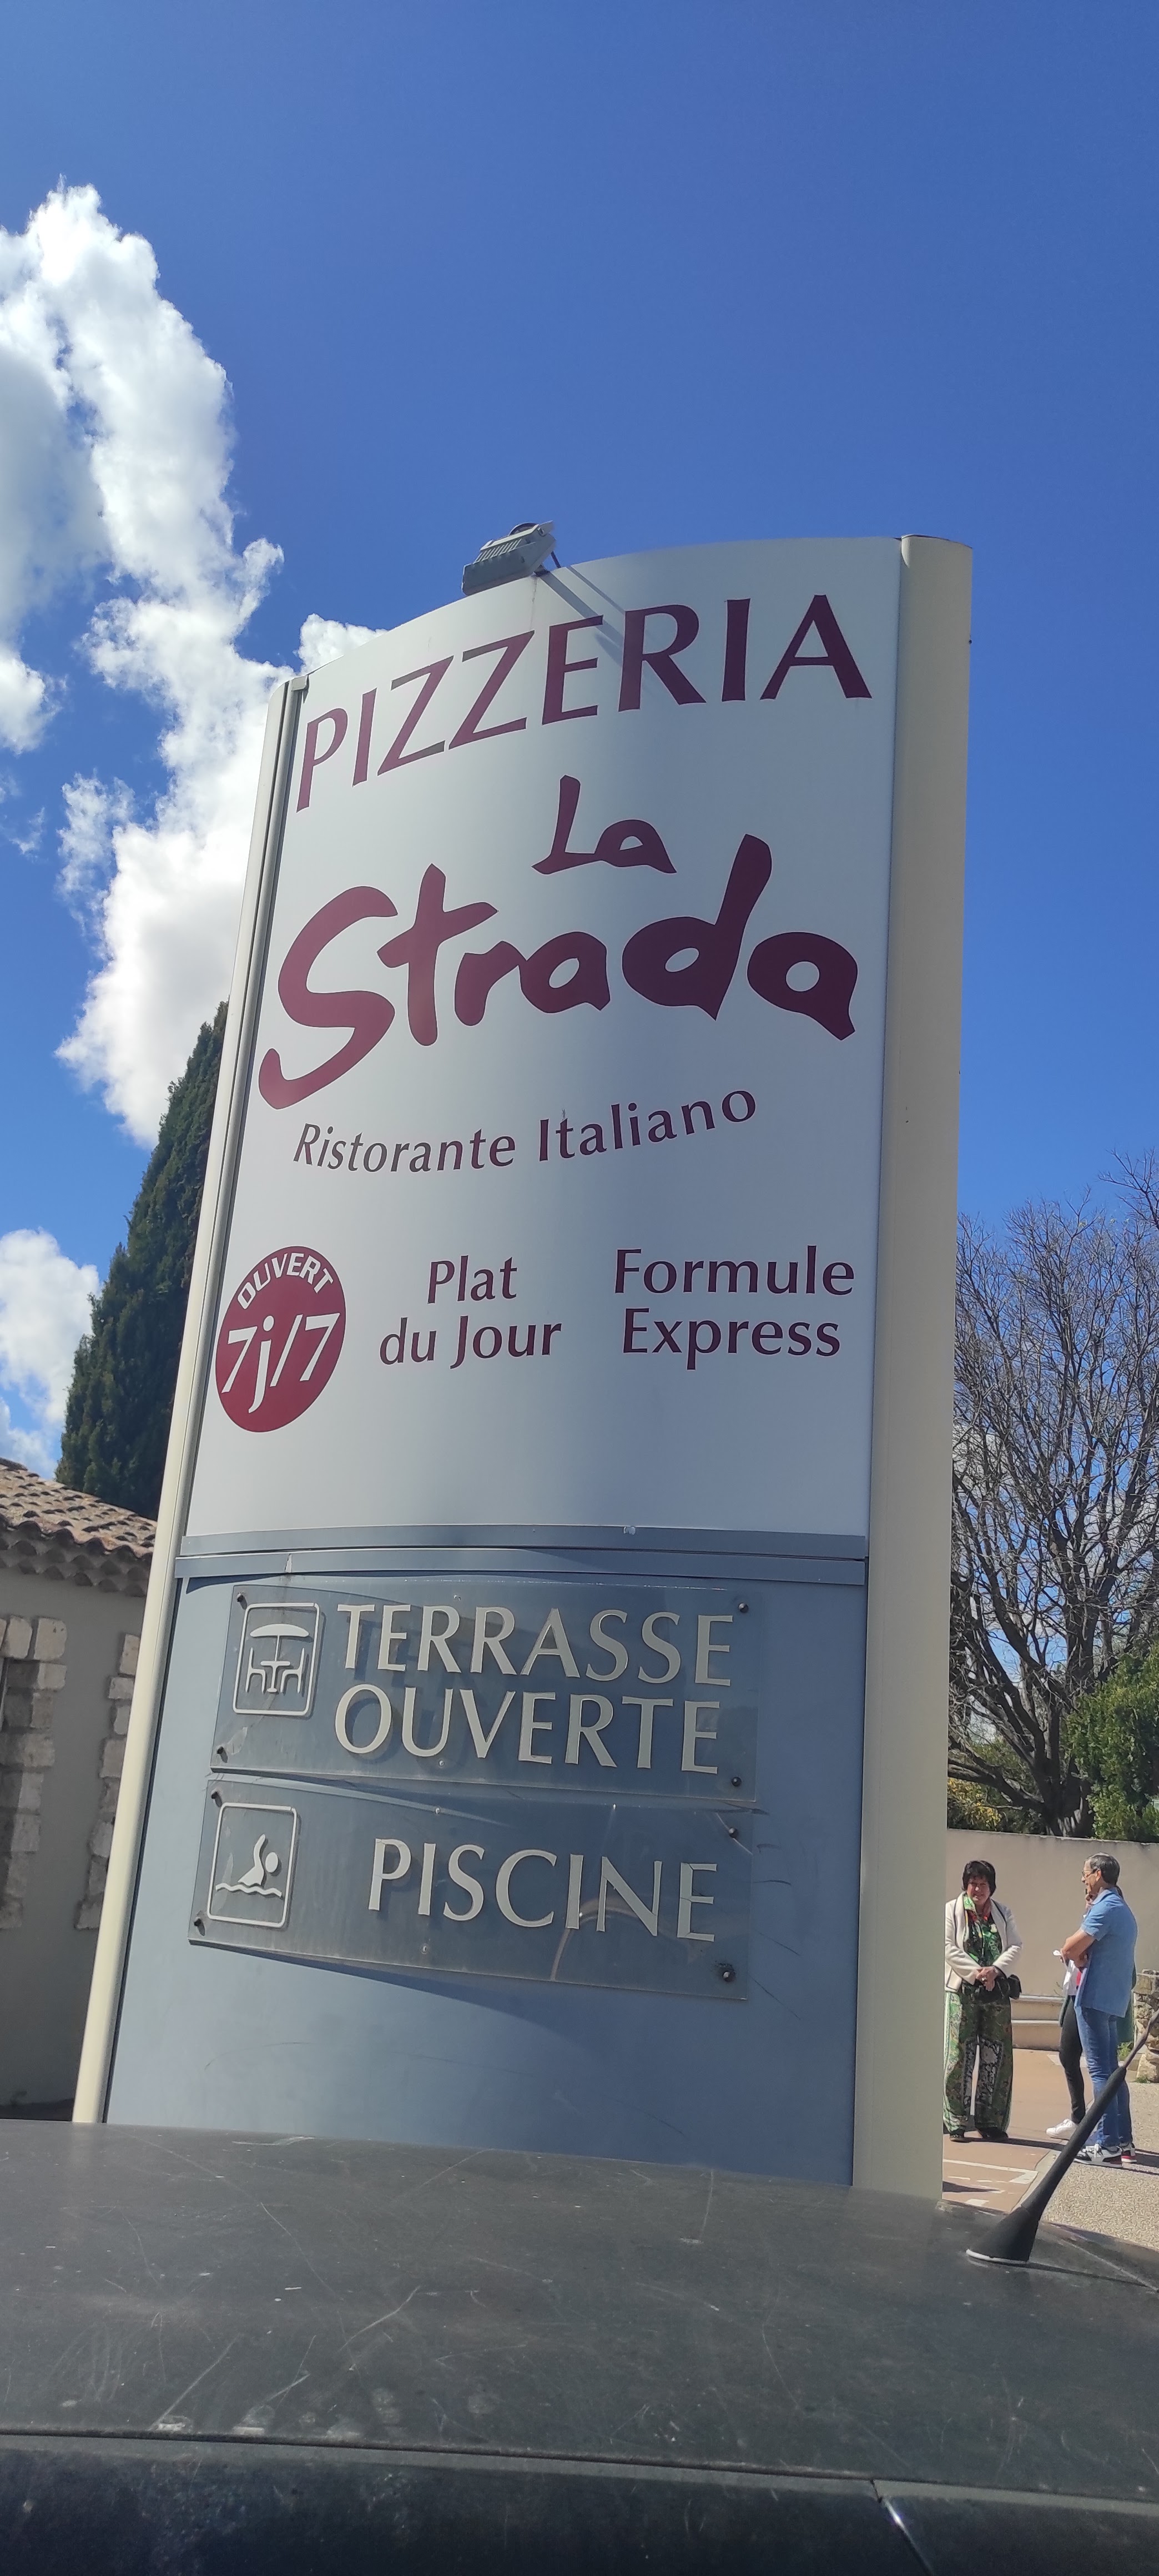 PIZZERIA
La
Strada
Ristorante Italiano
OUVERT
7j/7
Plat
du Jour
Formule
Express
TERRASSE
OUVERTE
PISCINE